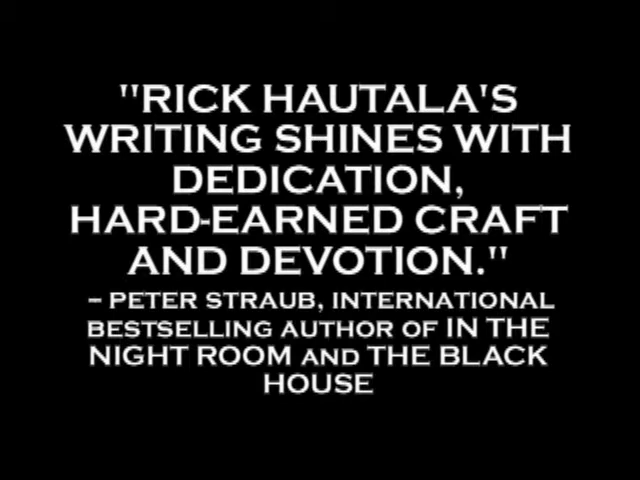 "RICK HAUTALA'S
WRITING SHINES WITH
DEDICATION,
HARD-EARNED CRAFT
AND DEVOTION."
– PETER STRAUB, INTERNATIONAL
BESTSELLING AUTHOR OF IN THE
NIGHT ROOM AND THE BLACK
HOUSE